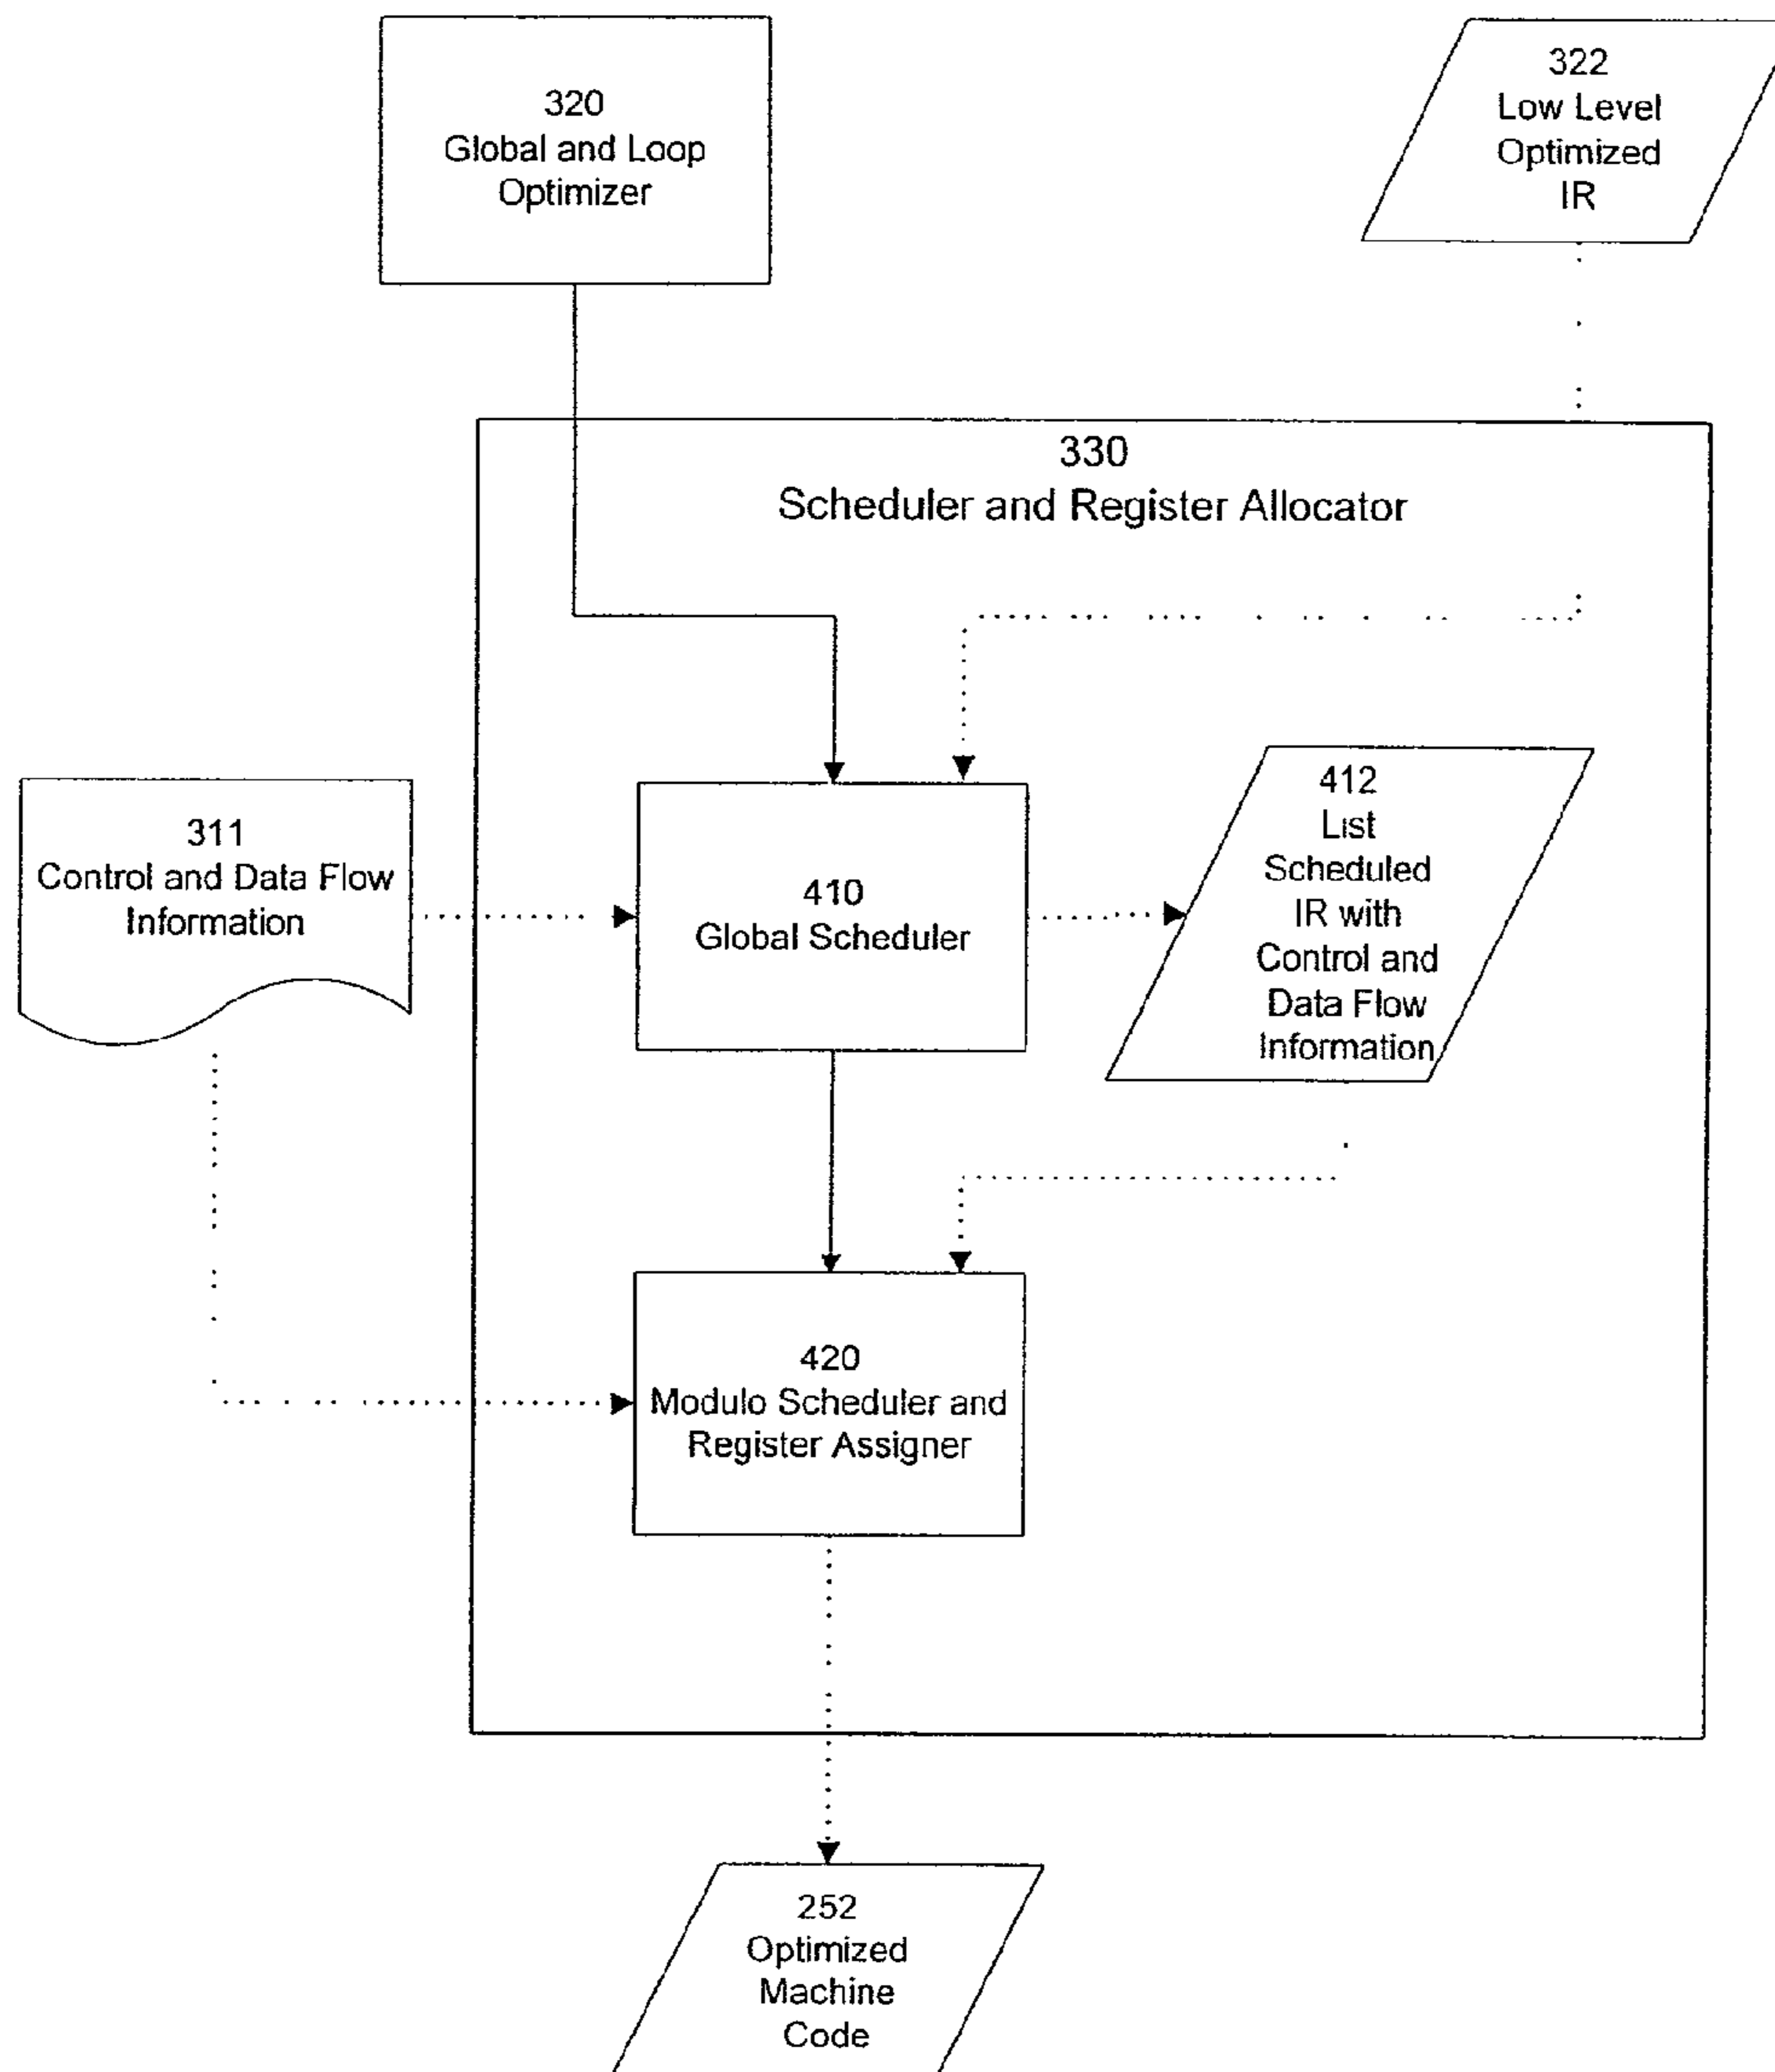 320
Global and Loop
Optimizer
322
Low Level
Optimized
IR
330
Scheduler and Register Allocator
311
Control and Data Flow
Information
410
Global Scheduler
412
List
Scheduled
IR with
Control and
Data Flow
Information
420
Modulo Scheduler and
Register Assigner
252
Optimized
Machine
Code